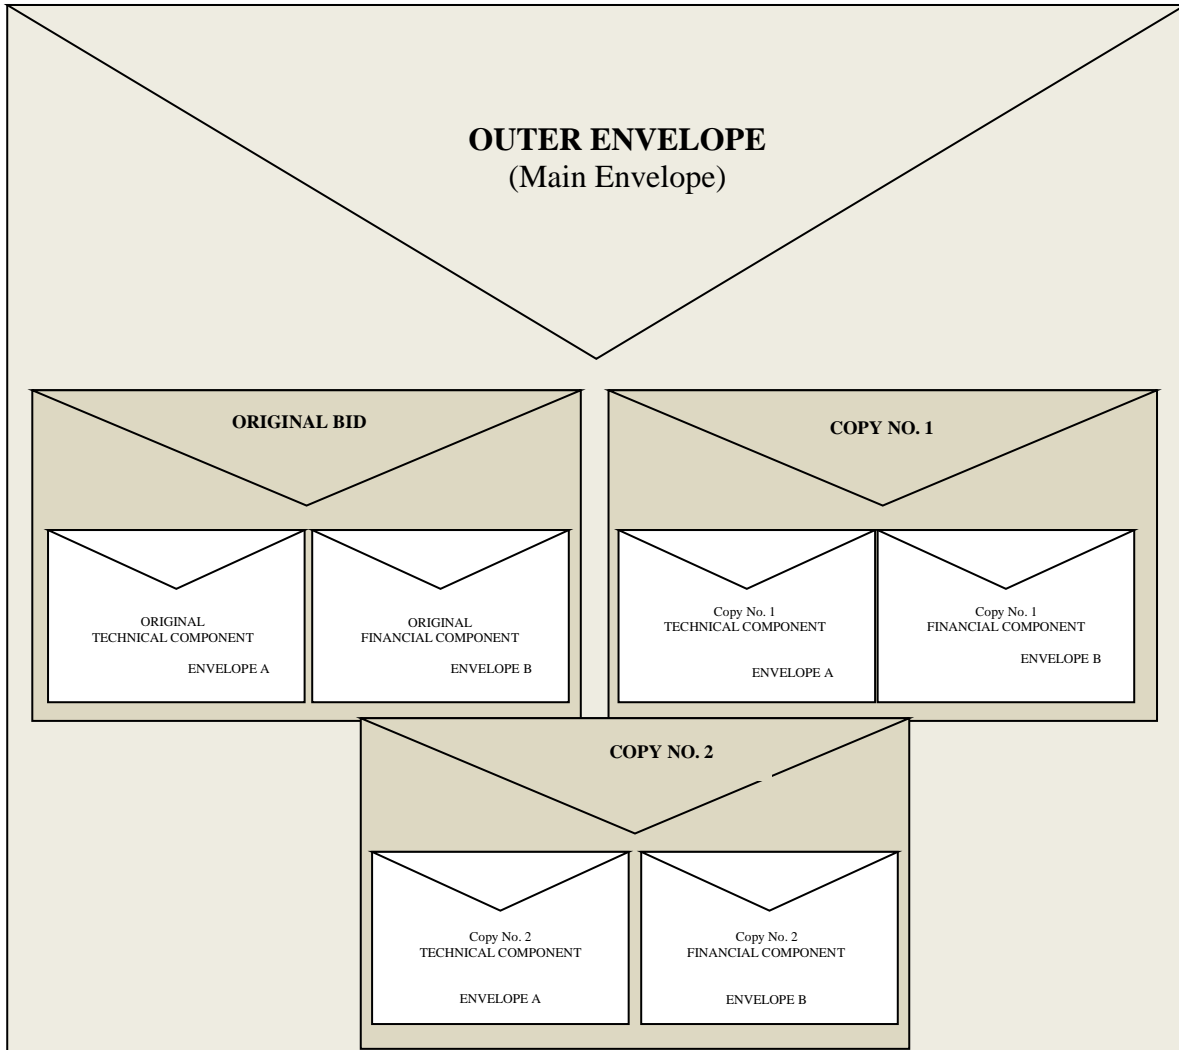 OUTER ENVELOPE
(Main Envelope)
ORIGINAL BID
ORIGINAL
TECHNICAL COMPONENT
ENVELOPE A
ORIGINAL
FINANCIAL COMPONENT
ENVELOPE B
COPY NO. 1
Copy No. 1
TECHNICAL COMPONENT
ENVELOPE A
Copy No. 1
FINANCIAL COMPONENT
ENVELOPE B
COPY NO. 2
Copy No. 2
TECHNICAL COMPONENT
ENVELOPE A
Copy No. 2
FINANCIAL COMPONENT
ENVELOPE B